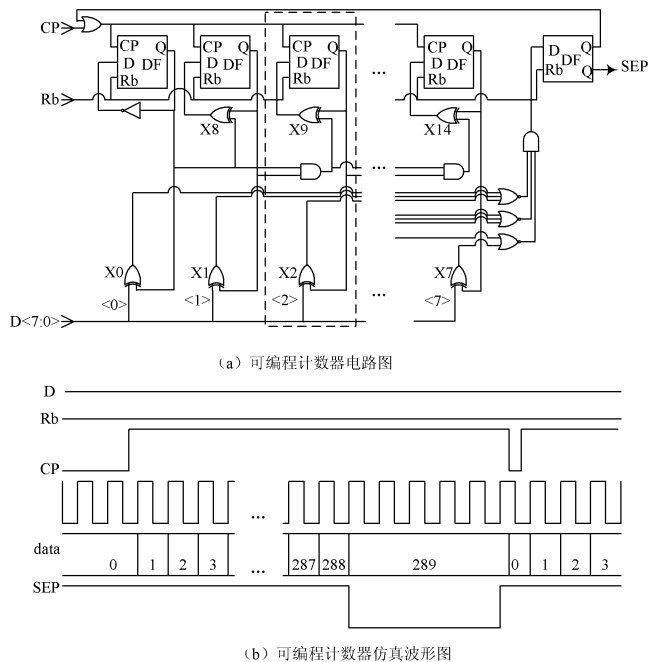 CP
CP Q
D DF
Rb
CP Q
D DF
Rb
CP Q
D DF
Rb
...
CP Q
D DF
Rb
D Q
DF
Rb Q
SEP
Rb
X8
X9
X14
...
X0
X1
X2
X7
<0>
<1>
<2>
...
<7>
D<7:0>
(a)可编程计数器电路图
D
Rb
CP
...
data
0 1 2 3 ... 287 288 289 0 1 2 3
SEP
(b)可编程计数器仿真波形图